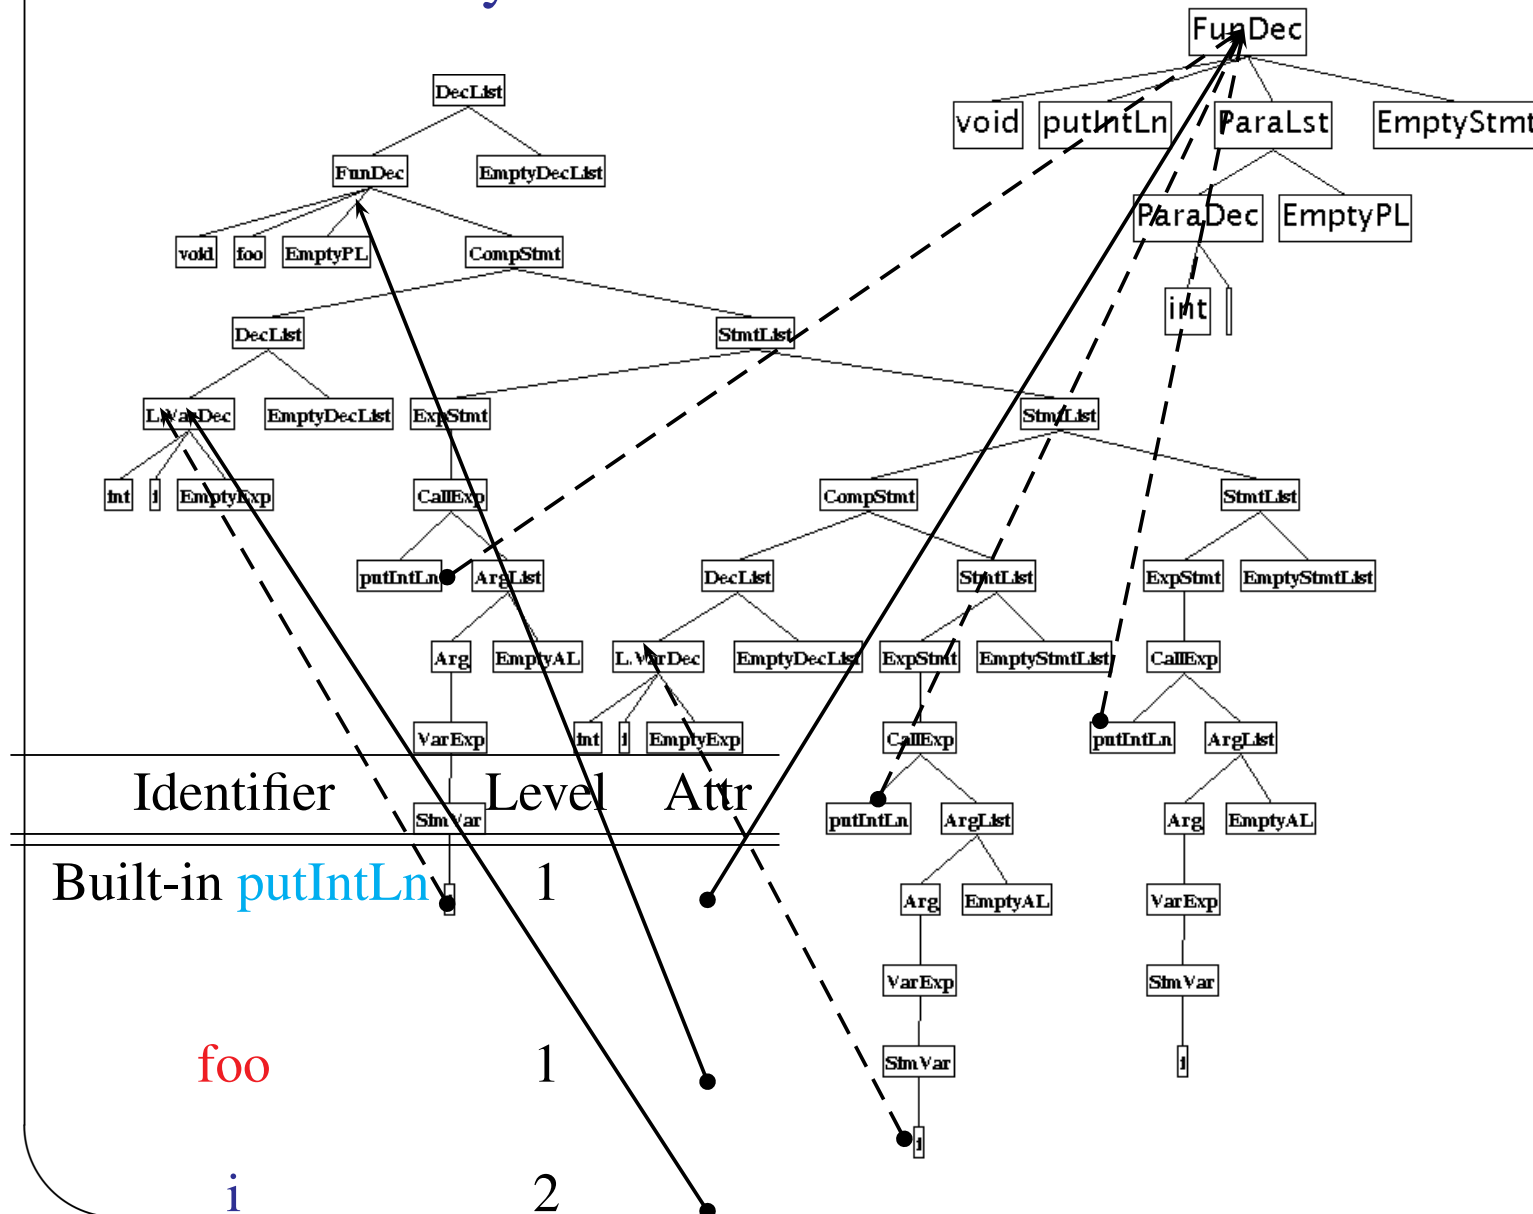 FunDec
void putIntLn ParaLst EmptyStmt
ParaDec EmptyPL
int
DecList
FunDec EmptyDecList
void foo EmptyPL CompStmt
DecList StmtList
L.VarDec EmptyDecList ExpStmt StmtList
int i EmptyExp CallExp CompStmt StmtList
putIntLn ArgList DecList StmtList ExpStmt EmptyStmtList
Arg EmptyAL L.VarDec EmptyDecList ExpStmt EmptyStmtList CallExp
VarExp int i EmptyExp CallExp putIntLn ArgList
SimVar putIntLn ArgList Arg EmptyAL
Arg EmptyAL VarExp
VarExp SimVar
SimVar i
i
Identifier Level Attr
Built-in putIntLn 1
foo 1
i 2